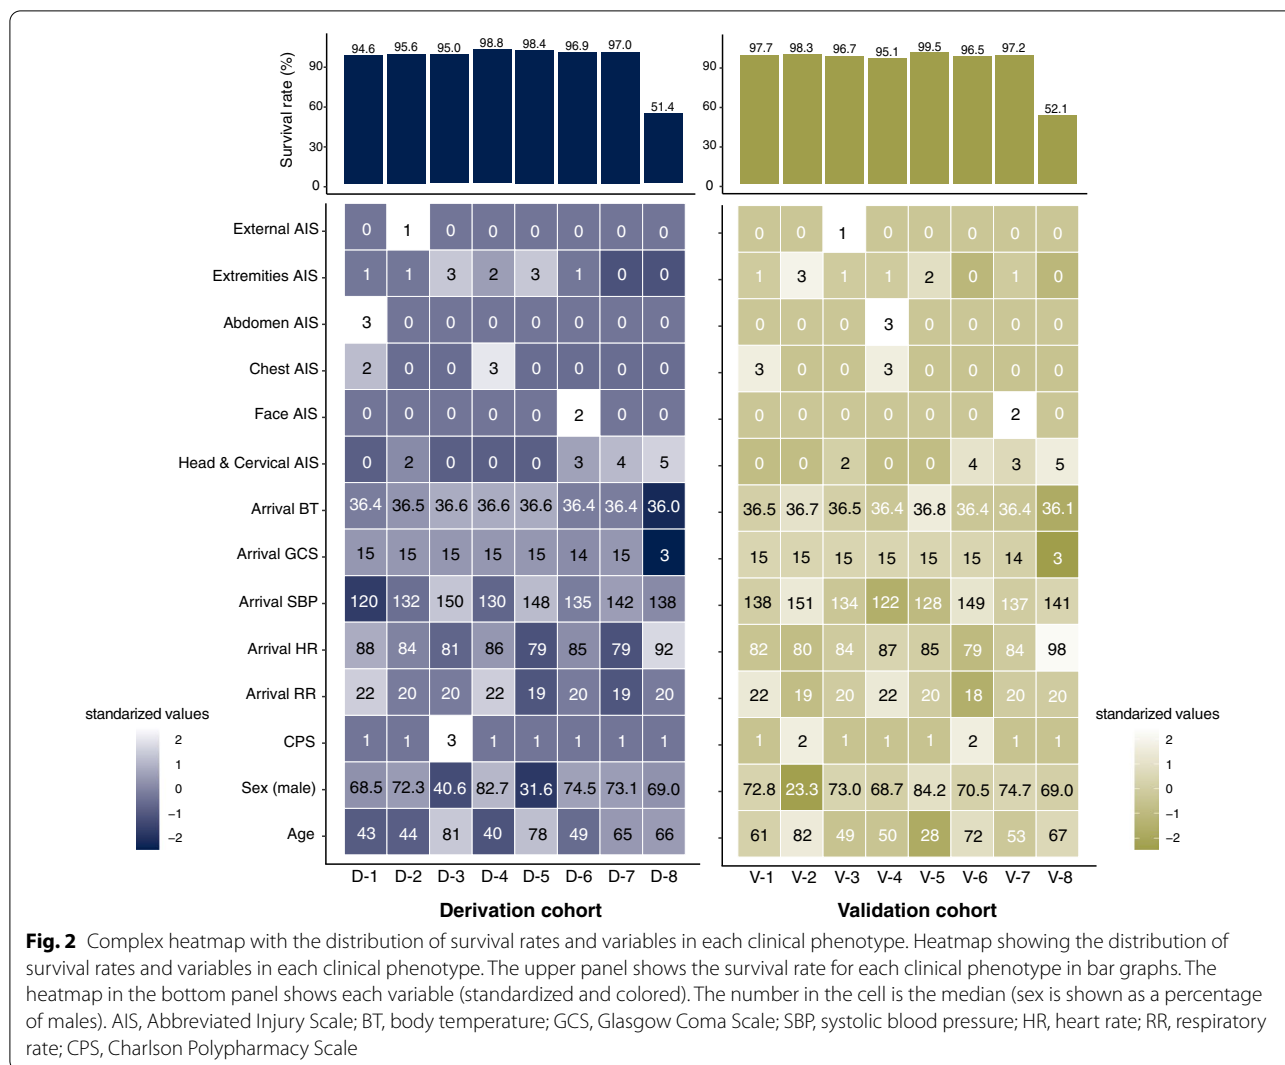 94.6 95.6 95.0 98.8 98.4 96.9 97.0 51.4
97.7 98.3 96.7 95.1 99.5 96.5 97.2 52.1
Survival rate (%)
90
60
30
0
90
60
30
0
External AIS 0 1 0 0 0 0 0 0 0 0 1 0 0 0 0 0
Extremities AIS 1 1 3 2 3 1 0 0 1 3 1 1 2 0 1 0
Abdomen AIS 3 0 0 0 0 0 0 0 0 0 0 3 0 0 0 0
Chest AIS 2 0 0 3 0 0 0 0 3 0 0 3 0 0 0 0
Face AIS 0 0 0 0 0 2 0 0 0 0 0 0 0 0 2 0
Head & Cervical AIS 0 2 0 0 0 3 4 5 0 0 2 0 0 4 3 5
Arrival BT 36.4 36.5 36.6 36.6 36.6 36.4 36.4 36.0 36.5 36.7 36.5 36.4 36.8 36.4 36.4 36.1
Arrival GCS 15 15 15 15 15 14 15 3 15 15 15 15 15 15 14 3
Arrival SBP 120 132 150 130 148 135 142 138 138 151 134 122 128 149 137 141
Arrival HR 88 84 81 86 79 85 79 92 82 80 84 87 85 79 84 98
Arrival RR 22 20 20 22 19 20 19 20 22 19 20 22 20 18 20 20
CPS 1 1 3 1 1 1 1 1 1 2 1 1 1 2 1 1
Sex (male) 68.5 72.3 40.6 82.7 31.6 74.5 73.1 69.0 72.8 23.3 73.0 68.7 84.2 70.5 74.7 69.0
Age 43 44 81 40 78 49 65 66 61 82 49 50 28 72 53 67
standarized values
2
1
0
−1
−2
standarized values
2
1
0
−1
−2
D-1 D-2 D-3 D-4 D-5 D-6 D-7 D-8
V-1 V-2 V-3 V-4 V-5 V-6 V-7 V-8
Derivation cohort
Validation cohort
Fig. 2 Complex heatmap with the distribution of survival rates and variables in each clinical phenotype. Heatmap showing the distribution of
survival rates and variables in each clinical phenotype. The upper panel shows the survival rate for each clinical phenotype in bar graphs. The
heatmap in the bottom panel shows each variable (standardized and colored). The number in the cell is the median (sex is shown as a percentage
of males). AIS, Abbreviated Injury Scale; BT, body temperature; GCS, Glasgow Coma Scale; SBP, systolic blood pressure; HR, heart rate; RR, respiratory
rate; CPS, Charlson Polypharmacy Scale